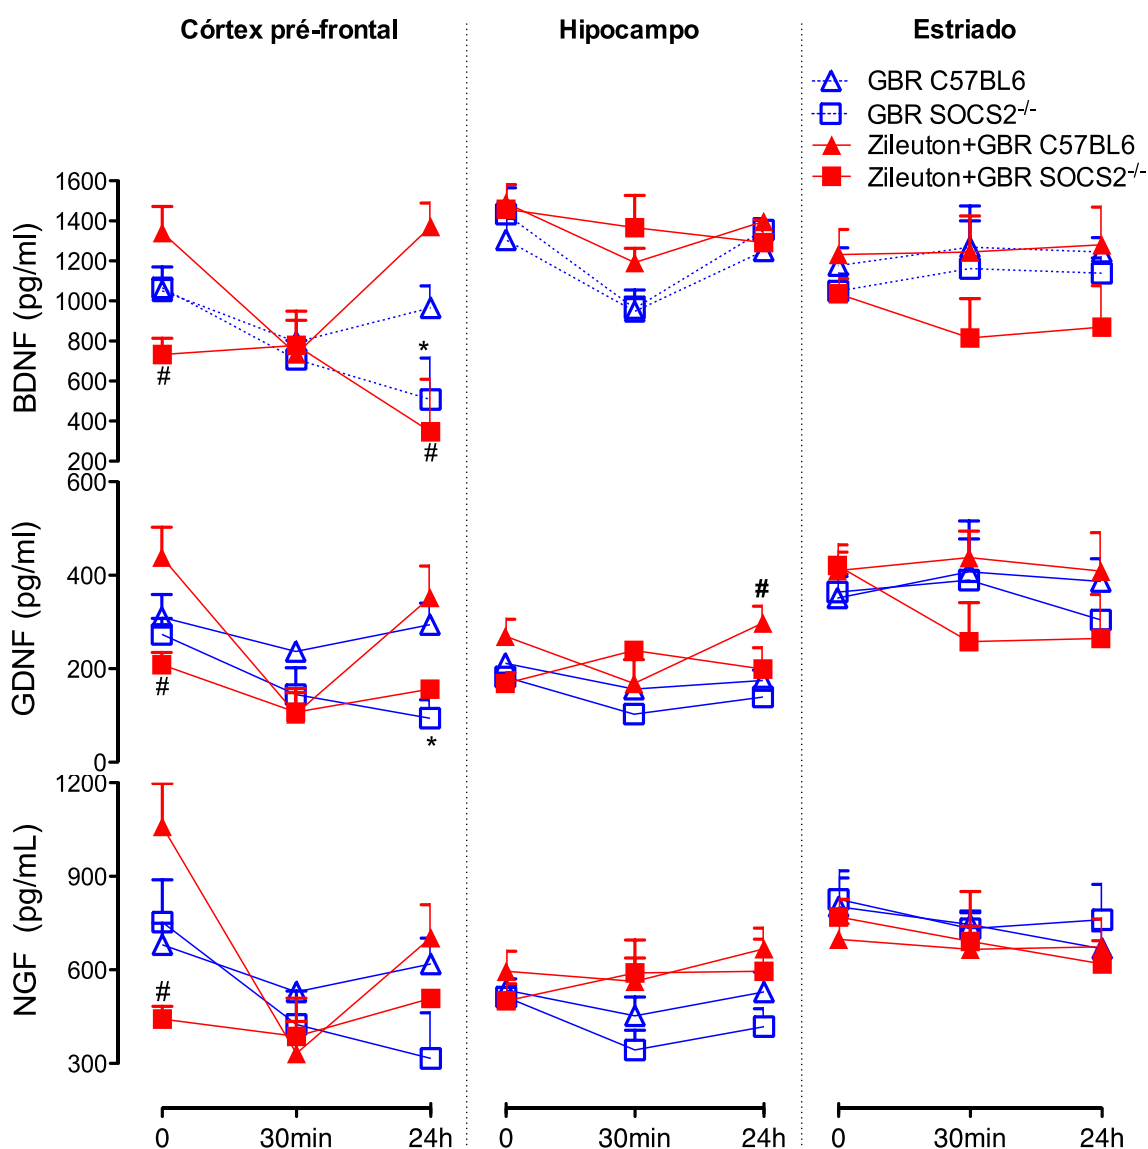 Córtex pré-frontal
Hipocampo
Estriado
GBR C57BL6
GBR SOCS2-/-
Zileuton+GBR C57BL6
Zileuton+GBR SOCS2-/-
BDNF (pg/ml)
1600
1400
1200
1000
800
600
400
200
#
*
#
GDNF (pg/ml)
600
400
200
0
#
*
#
NGF (pg/mL)
1200
900
600
300
#
0 30min 24h
0 30min 24h
0 30min 24h